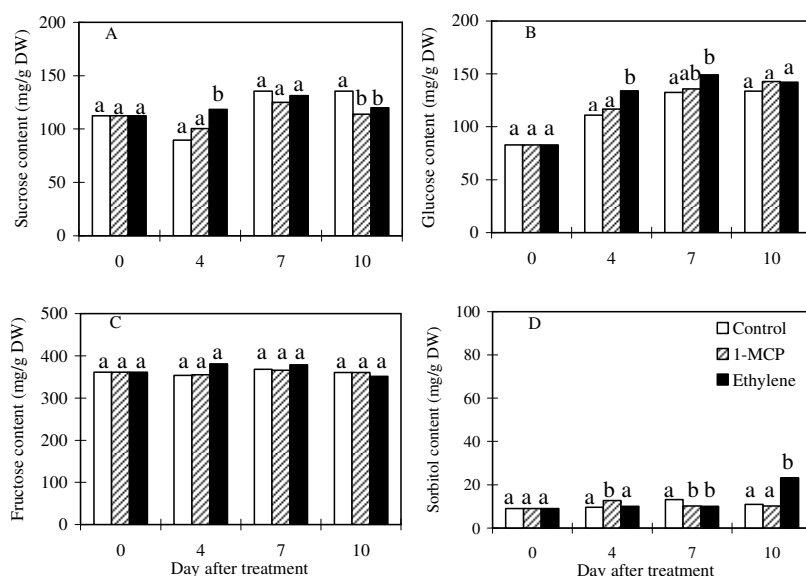 A
Sucrose content (mg/g DW)
200
150
100
50
0
a a a
a a b
a a a
a b b
0 4 7 10
B
Glucose content (mg/g DW)
200
150
100
50
0
a a a
a a b
a ab b
a a a
0 4 7 10
C
Fructose content (mg/g DW)
500
400
300
200
100
0
a a a
a a a
a a a
a a a
0 4 7 10
Day after treatment
D
Sorbitol content (mg/g DW)
100
80
60
40
20
0
Control
1-MCP
Ethylene
a a a
a b a
a b b
a a b
0 4 7 10
Day after treatment